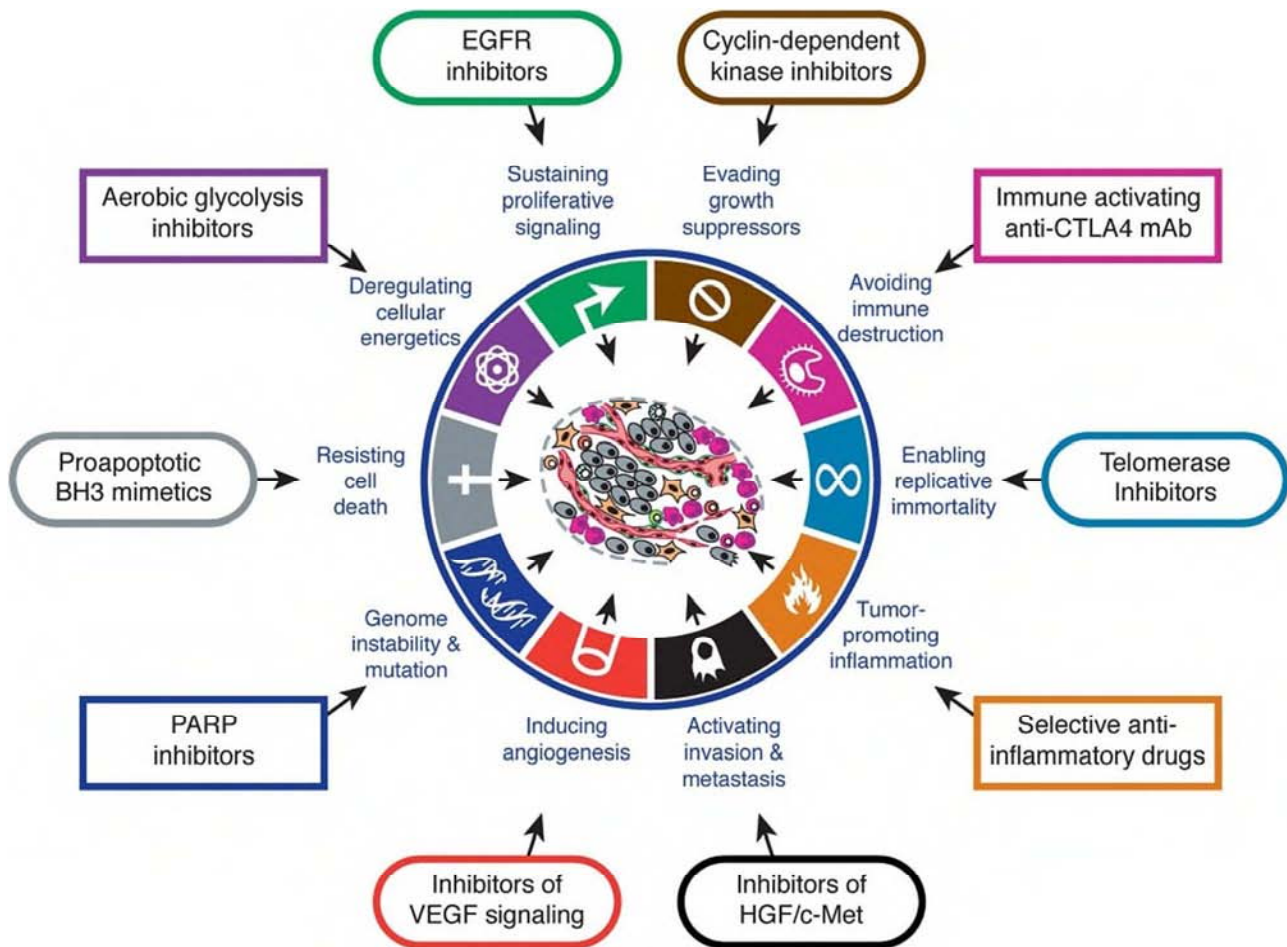 EGFR
inhibitors
Cyclin-dependent
kinase inhibitors
Sustaining
proliferative
signaling
Evading
growth
suppressors
Aerobic glycolysis
inhibitors
Immune activating
anti-CTLA4 mAb
Deregulating
cellular
energetics
Avoiding
immune
destruction
Proapoptotic
BH3 mimetics
Resisting
cell
death
Enabling
replicative
immortality
Telomerase
Inhibitors
Genome
instability &
mutation
Tumor-
promoting
inflammation
PARP
inhibitors
Inducing
angiogenesis
Activating
invasion &
metastasis
Selective anti-
inflammatory drugs
Inhibitors of
VEGF signaling
Inhibitors of
HGF/c-Met